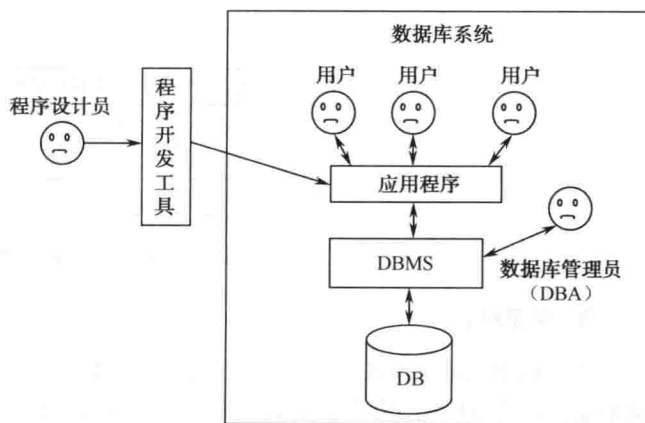 数据库系统
用户 用户 用户
程序设计员
程序开发工具
应用程序
DBMS
数据库管理员
（DBA）
DB